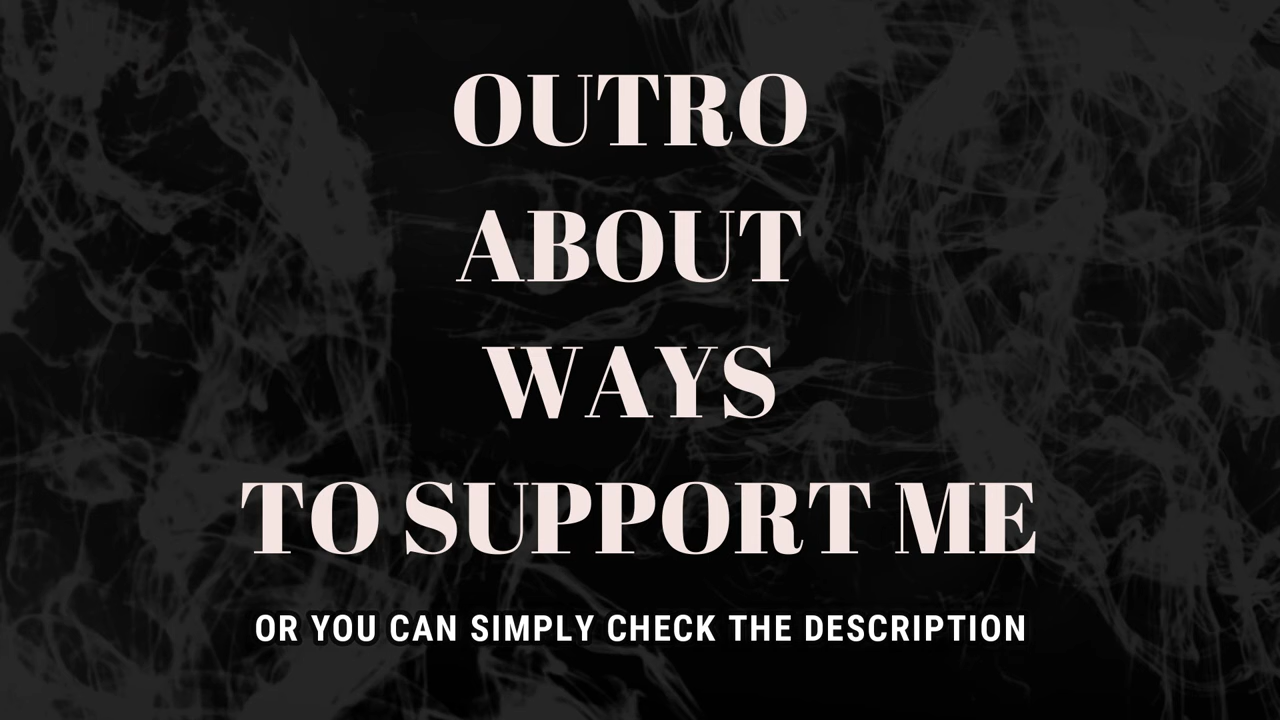 OUTRO
ABOUT
WAYS
TO SUPPORT ME
OR YOU CAN SIMPLY CHECK THE DESCRIPTION